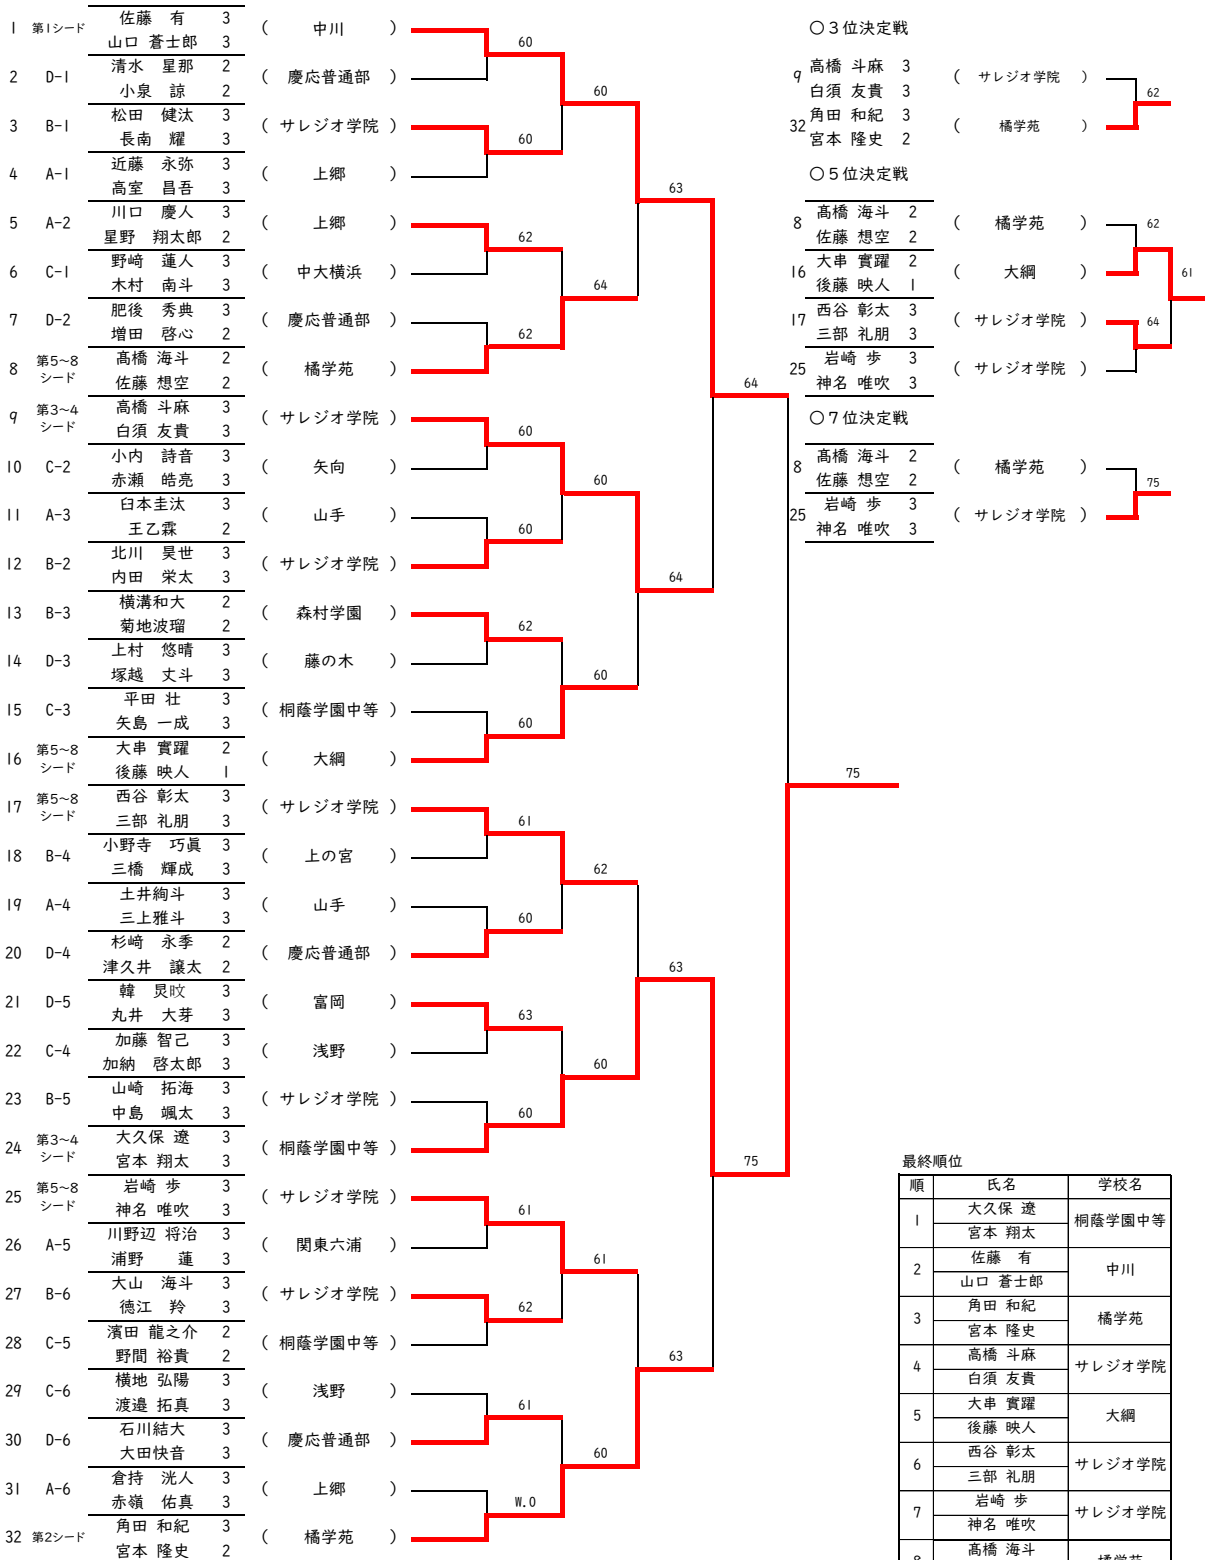 1 第1シード 佐藤 有 3 ( 中川 )
山口 蒼士郎 3
2 D-1 清水 星那 2 ( 慶応普通部 )
小泉 諒 2
3 B-1 松田 健汰 3 ( サレジオ学院 )
長南 耀 3
4 A-1 近藤 永弥 3 ( 上郷 )
高室 昌吾 3
5 A-2 川口 慶人 3 ( 上郷 )
星野 翔太郎 2
6 C-1 野﨑 蓮人 3 ( 中大横浜 )
木村 南斗 3
7 D-2 肥後 秀典 3 ( 慶応普通部 )
増田 啓心 2
8 第5~8シード 髙橋 海斗 2 ( 橘学苑 )
佐藤 想空 2
9 第3~4シード 高橋 斗麻 3 ( サレジオ学院 )
白須 友貴 3
10 C-2 小内 詩音 3 ( 矢向 )
赤瀬 皓亮 3
11 A-3 臼本圭汰 3 ( 山手 )
王乙霖 2
12 B-2 北川 昊世 3 ( サレジオ学院 )
内田 栄太 3
13 B-3 横溝和大 2 ( 森村学園 )
菊地波瑠 2
14 D-3 上村 悠晴 3 ( 藤の木 )
塚越 丈斗 3
15 C-3 平田 壮 3 ( 桐蔭学園中等 )
矢島 一成 3
16 第5~8シード 大串 實躍 2 ( 大綱 )
後藤 映人 1
17 第5~8シード 西谷 彰太 3 ( サレジオ学院 )
三部 礼朋 3
18 B-4 小野寺 巧眞 3 ( 上の宮 )
三橋 輝成 3
19 A-4 土井絢斗 3 ( 山手 )
三上雅斗 3
20 D-4 杉﨑 永季 2 ( 慶応普通部 )
津久井 譲太 2
21 D-5 韓 炅旼 3 ( 富岡 )
丸井 大芽 3
22 C-4 加藤 智己 3 ( 浅野 )
加納 啓太郎 3
23 B-5 山崎 拓海 3 ( サレジオ学院 )
中島 颯太 3
24 第3~4シード 大久保 遼 3 ( 桐蔭学園中等 )
宮本 翔太 3
25 第5~8シード 岩崎 歩 3 ( サレジオ学院 )
神名 唯吹 3
26 A-5 川野辺 将治 3 ( 関東六浦 )
浦野 蓮 3
27 B-6 大山 海斗 3 ( サレジオ学院 )
徳江 羚 3
28 C-5 濱田 龍之介 2 ( 桐蔭学園中等 )
野間 裕貴 2
29 C-6 横地 弘陽 3 ( 浅野 )
渡邉 拓真 3
30 D-6 石川結大 3 ( 慶応普通部 )
大田快音 3
31 A-6 倉持 洸人 3 ( 上郷 )
赤嶺 佑真 3
32 第2シード 角田 和紀 3 ( 橘学苑 )
宮本 隆史 2
60
60
62
62
60
60
62
60
61
60
63
60
61
62
61
W.O
60
64
60
60
62
60
61
60
63
64
63
63
64
75
75
〇3位決定戦
9 高橋 斗麻 3 ( サレジオ学院 )
白須 友貴 3
62
32 角田 和紀 3 ( 橘学苑 )
宮本 隆史 2
〇5位決定戦
8 髙橋 海斗 2 ( 橘学苑 )
佐藤 想空 2
62
16 大串 實躍 2 ( 大綱 )
後藤 映人 1
61
17 西谷 彰太 3 ( サレジオ学院 )
三部 礼朋 3
64
25 岩崎 歩 3 ( サレジオ学院 )
神名 唯吹 3
〇7位決定戦
8 髙橋 海斗 2 ( 橘学苑 )
佐藤 想空 2
75
25 岩崎 歩 3 ( サレジオ学院 )
神名 唯吹 3
最終順位
順 氏名 学校名
1 大久保 遼 桐蔭学園中等
宮本 翔太
2 佐藤 有 中川
山口 蒼士郎
3 角田 和紀 橘学苑
宮本 隆史
4 高橋 斗麻 サレジオ学院
白須 友貴
5 大串 實躍 大綱
後藤 映人
6 西谷 彰太 サレジオ学院
三部 礼朋
7 岩崎 歩 サレジオ学院
神名 唯吹
8 髙橋 海斗 橘学苑